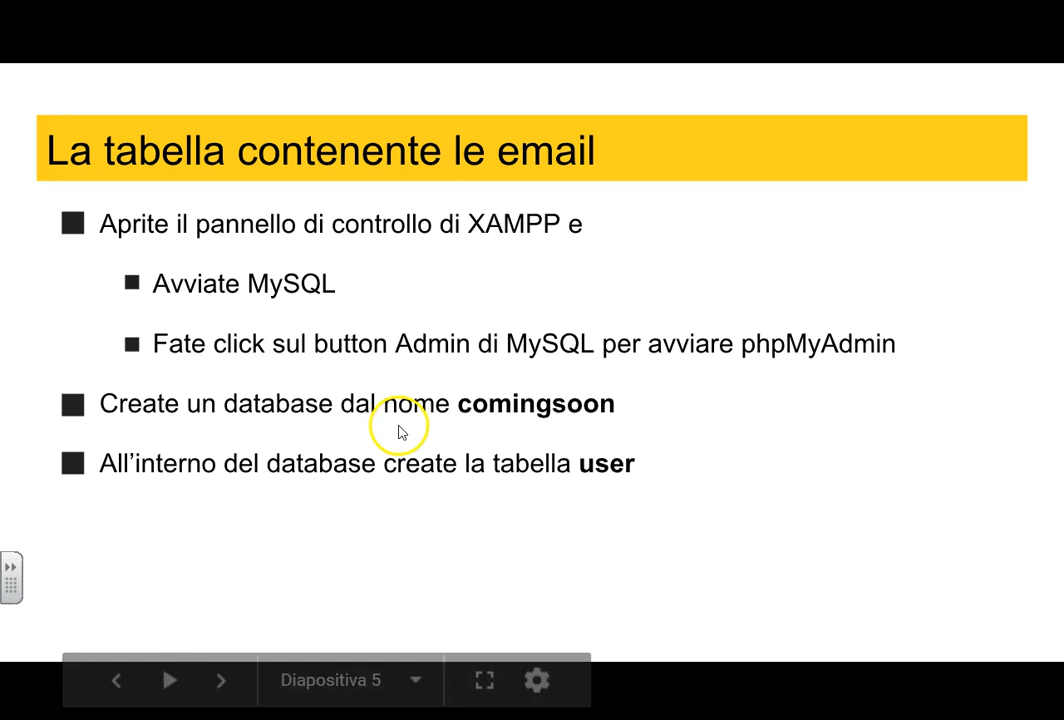 La tabella contenente le email
Aprite il pannello di controllo di XAMPP e
Avviate MySQL
Fate click sul button Admin di MySQL per avviare phpMyAdmin
Create un database dal nome comingsoon
All’interno del database create la tabella user
Diapositiva 5